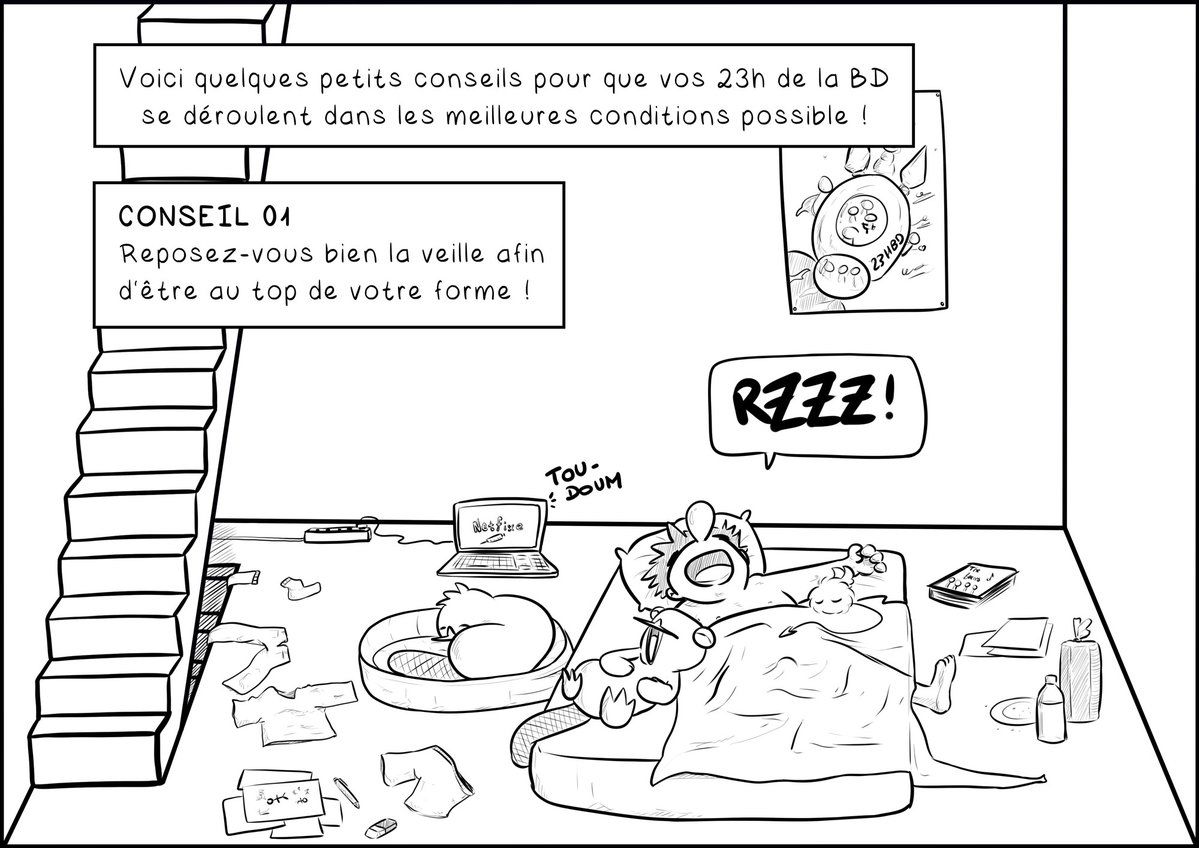 Voici quelques petits conseils pour que vos 23h de la BD
se déroulent dans les meilleures conditions possible !
CONSEIL 01
Reposez-vous bien la veille afin
d'être au top de votre forme !
23HBD
RZZZ!
TOU-
DOUM
Netfixe